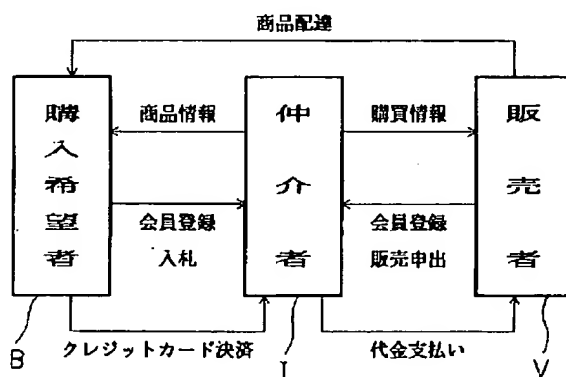 商品配達
購入希望者
商品情報
会員登録
入札
仲介者
購買情報
会員登録
販売申出
販売者
クレジットカード決済
代金支払い
B
I
V